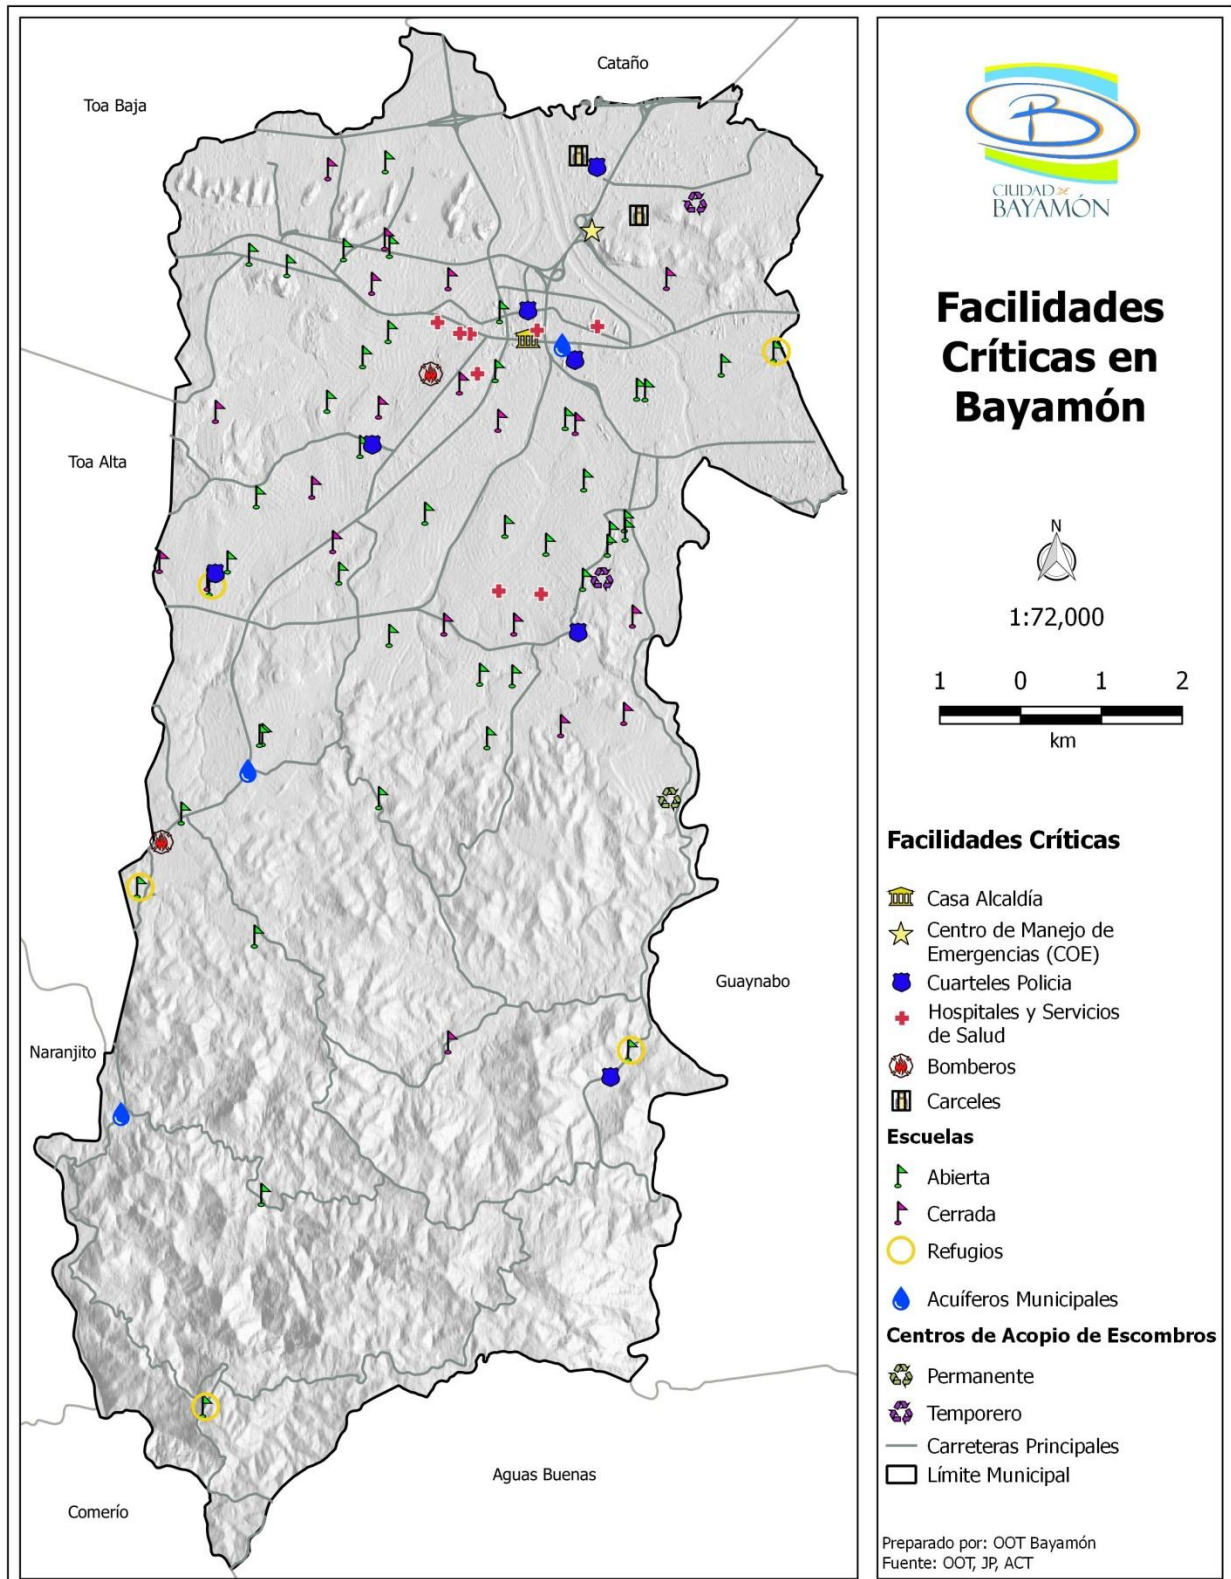 Cataño
Toa Baja
Toa Alta
Guaynabo
Naranjito
Aguas Buenas
Comerío
CIUDAD DE
BAYAMÓN
Facilidades
Críticas en
Bayamón
N
1:72,000
1 0 1 2
km
Facilidades Críticas
Casa Alcaldía
Centro de Manejo de
Emergencias (COE)
Cuarteles Policia
Hospitales y Servicios
de Salud
Bomberos
Carceles
Escuelas
Abierta
Cerrada
Refugios
Acuíferos Municipales
Centros de Acopio de Escombros
Permanente
Temporero
Carreteras Principales
Límite Municipal
Preparado por: OOT Bayamón
Fuente: OOT, JP, ACT